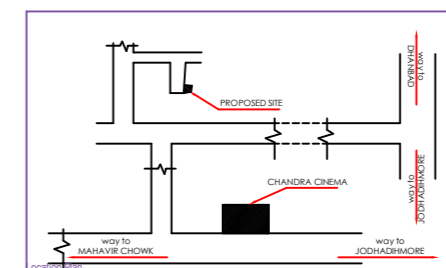 way to
DHANBAD
PROPOSED SITE
CHANDRA CINEMA
way to
JODHADIHMORE
way to
MAHAVIR CHOWK
way to
JODHADIHMORE